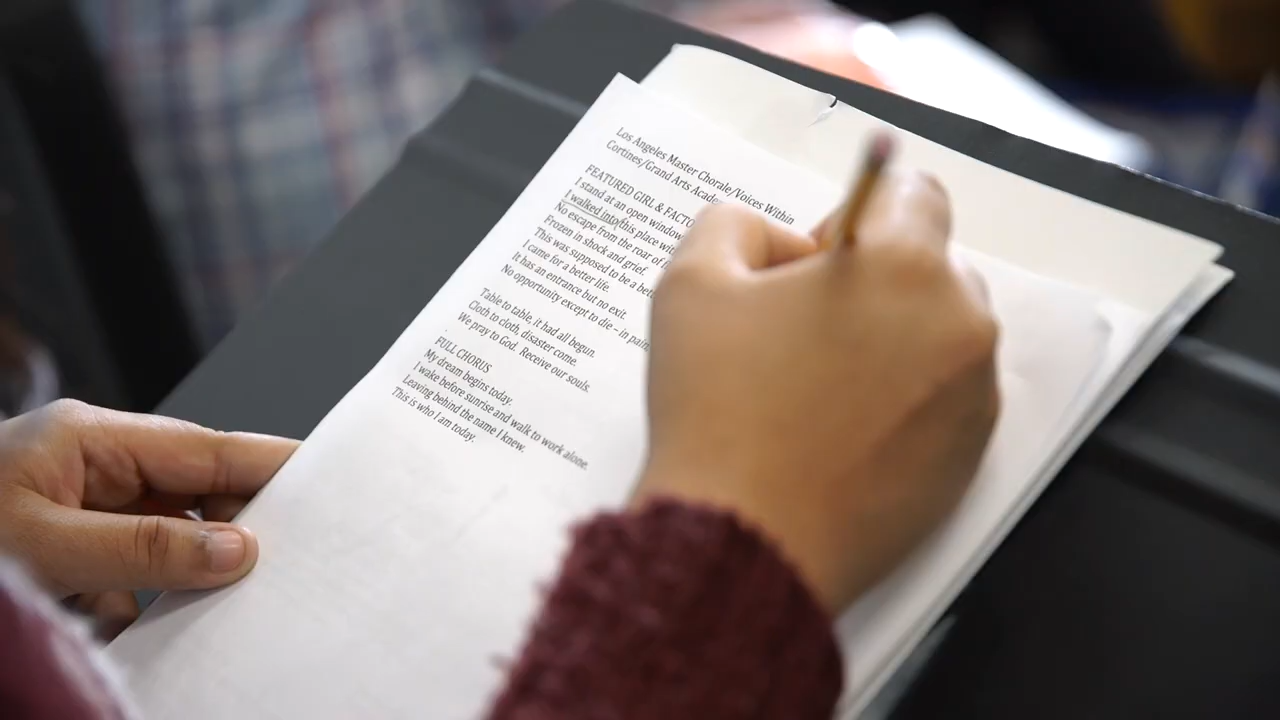 Los Angeles Master Chorale/Voices Within
Cortines/Grand Arts
FEATURED GIRL &
I stand at an open window
I walked into this place
No escape from the roar of
Frozen in shock and grief.
This was supposed to be a
I came for a better life.
It has an entrance but no exit.
No opportunity except to die – in pain
Table to table, it had all begun.
Cloth to cloth, disaster come.
We pray to God. Receive our souls.
FULL CHORUS
My dream begins today.
I wake before sunrise and walk to work alone.
Leaving behind the name I knew.
This is who I am today.